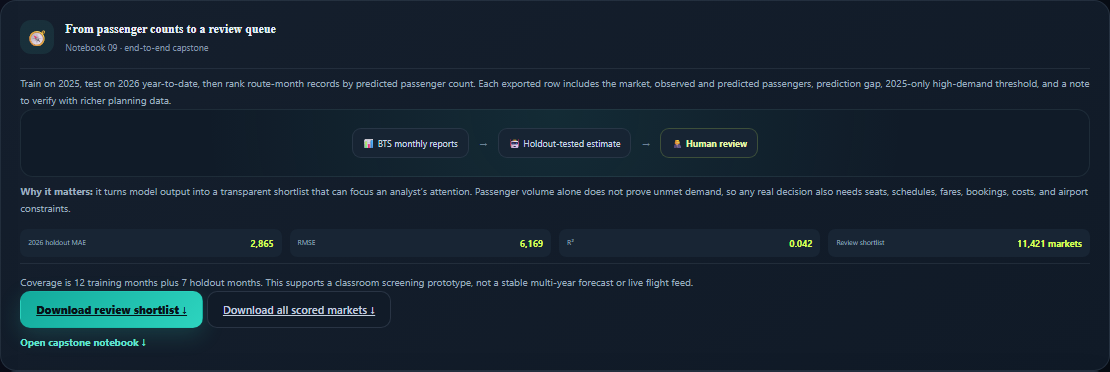 From passenger counts to a review queue
Notebook 09 · end-to-end capstone
Train on 2025, test on 2026 year-to-date, then rank route-month records by predicted passenger count. Each exported row includes the market, observed and predicted passengers, prediction gap, 2025-only high-demand threshold, and a note
to verify with richer planning data.
BTS monthly reports → Holdout-tested estimate → Human review
Why it matters: it turns model output into a transparent shortlist that can focus an analyst's attention. Passenger volume alone does not prove unmet demand, so any real decision also needs seats, schedules, fares, bookings, costs, and airport
constraints.
2026 holdout MAE 2,865 RMSE 6,169 R² 0.042 Review shortlist 11,421 markets
Coverage is 12 training months plus 7 holdout months. This supports a classroom screening prototype, not a stable multi-year forecast or live flight feed.
Download review shortlist ↓ Download all scored markets ↓
Open capstone notebook ↓